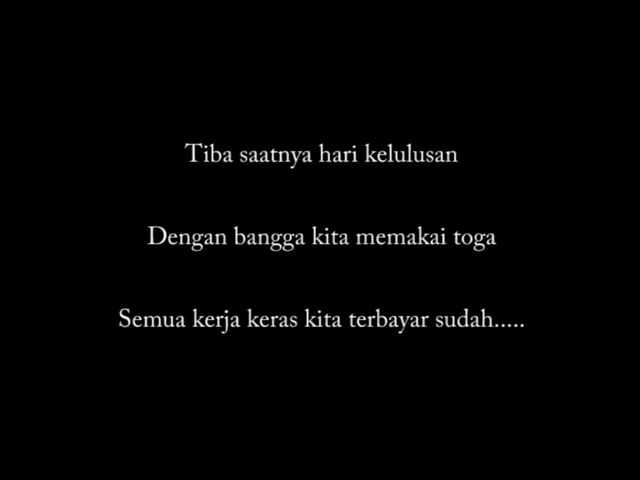 Tiba saatnya hari kelulusan
Dengan bangga kita memakai toga
Semua kerja keras kita terbayar sudah.....